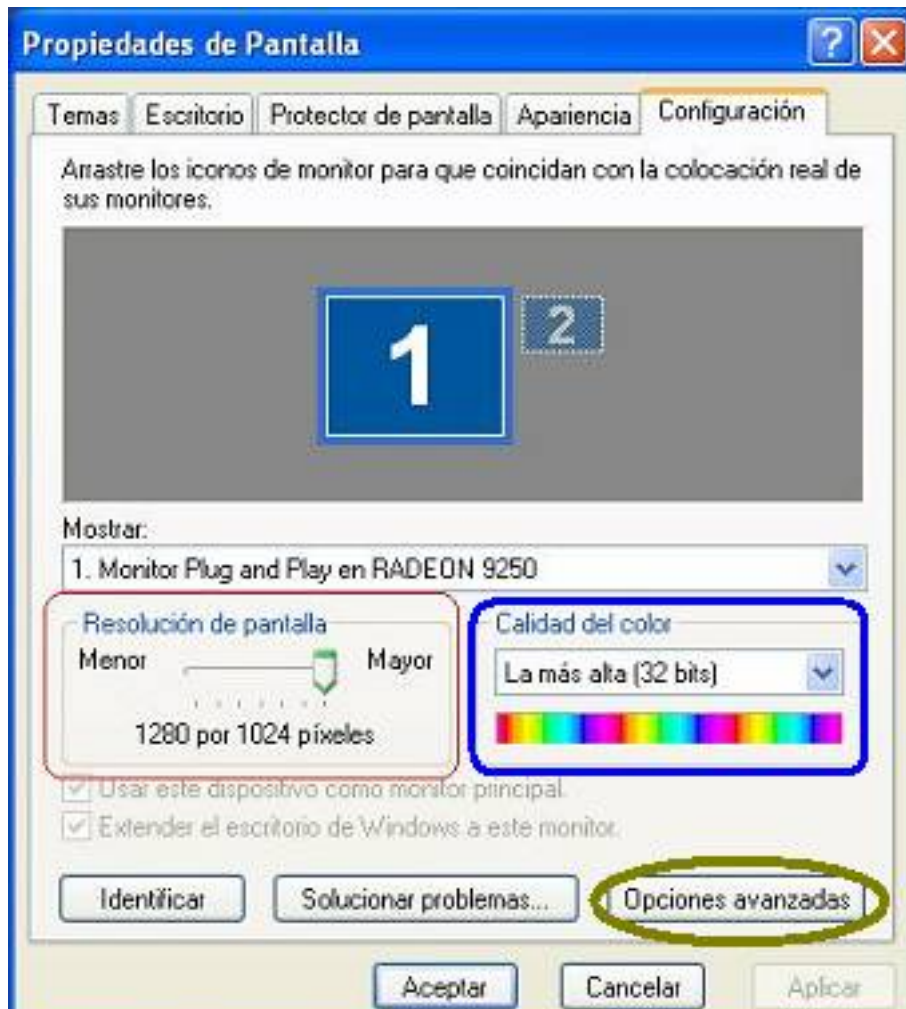 Propiedades de Pantalla
?
Temas Escritorio Protector de pantalla Apariencia Configuración
Arrastre los iconos de monitor para que coincidan con la colocación real de
sus monitores.
1
2
Mostrar:
1. Monitor Plug and Play en RADEON 9250
Resolución de pantalla
Menor Mayor
1280 por 1024 píxeles
Calidad del color
La más alta (32 bits)
Usar este dispositivo como monitor principal.
Extender el escritorio de Windows a este monitor.
Identificar Solucionar problemas... Opciones avanzadas
Aceptar Cancelar Aplicar